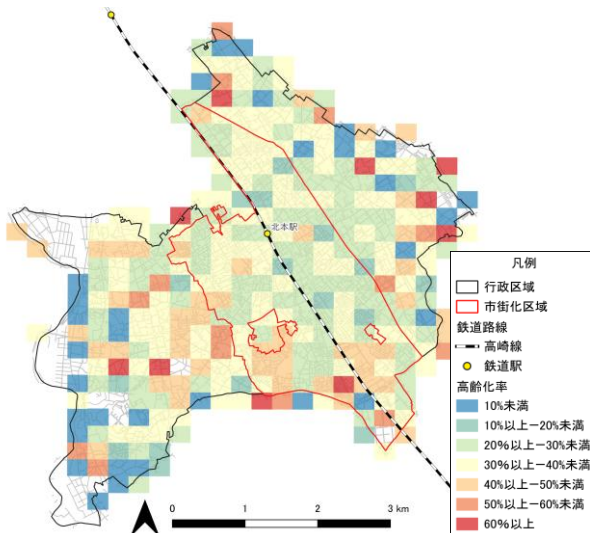 北本駅
凡例
行政区域
市街化区域
鉄道路線
高崎線
鉄道駅
高齢化率
10%未満
10%以上−20%未満
20%以上−30%未満
30%以上−40%未満
40%以上−50%未満
50%以上−60%未満
60%以上
0 1 2 3 km